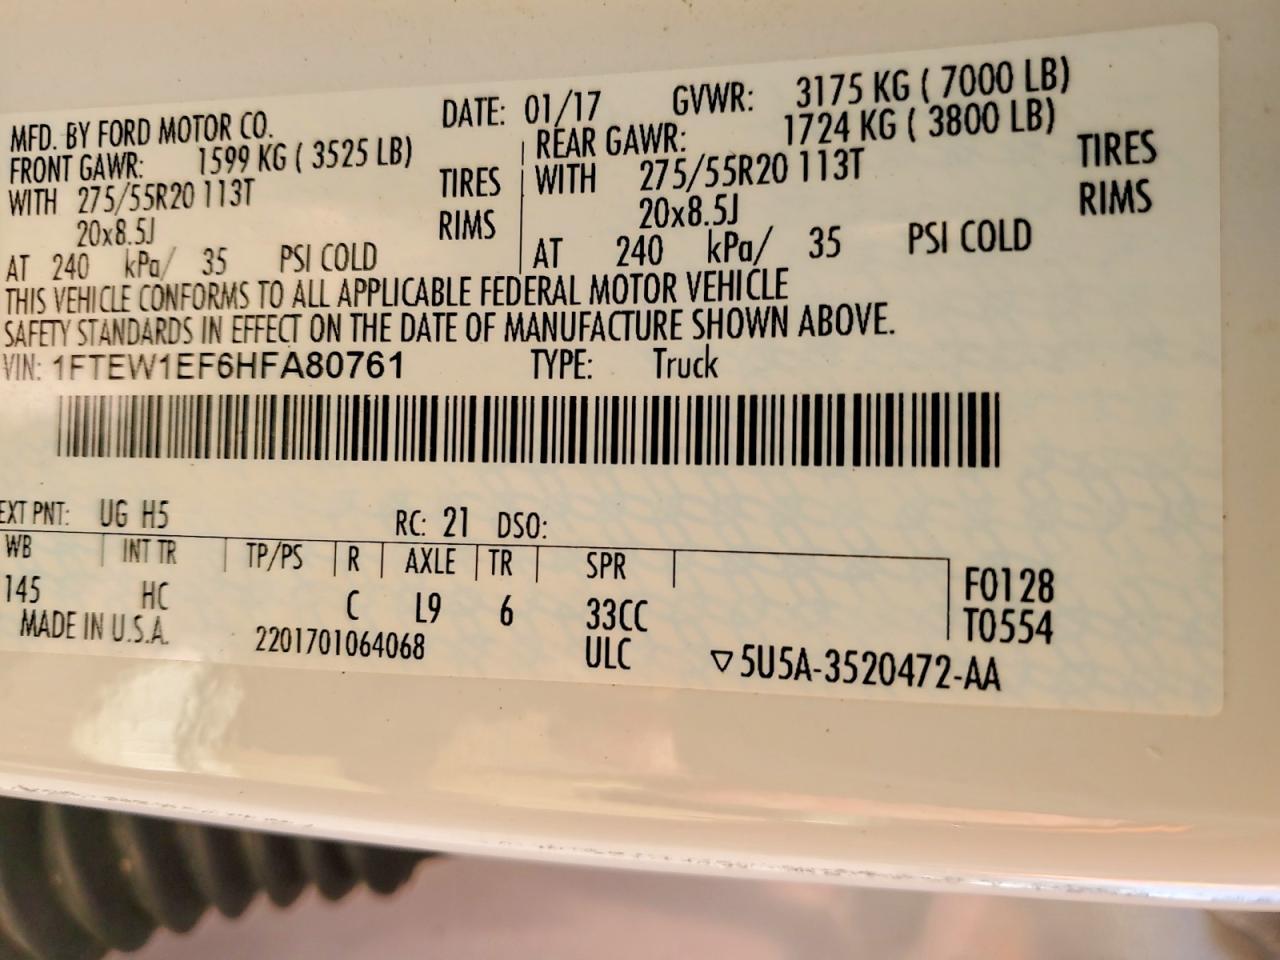 MFD. BY FORD MOTOR CO. DATE: 01/17 GVWR: 3175 KG ( 7000 LB)
FRONT GAWR: 1599 KG ( 3525 LB) REAR GAWR: 1724 KG ( 3800 LB)
WITH 275/55R20 113T TIRES WITH 275/55R20 113T TIRES
20x8.5J RIMS 20x8.5J RIMS
AT 240 kPa/ 35 PSI COLD AT 240 kPa/ 35 PSI COLD
THIS VEHICLE CONFORMS TO ALL APPLICABLE FEDERAL MOTOR VEHICLE
SAFETY STANDARDS IN EFFECT ON THE DATE OF MANUFACTURE SHOWN ABOVE.
VIN: 1FTEW1EF6HFA80761 TYPE: Truck
EXT PNT: UG H5 RC: 21 DSO:
WB INT TR TP/PS R AXLE TR SPR
145 HC C L9 6 33CC F0128
T0554
MADE IN U.S.A. 2201701064068 ULC ▽5U5A-3520472-AA